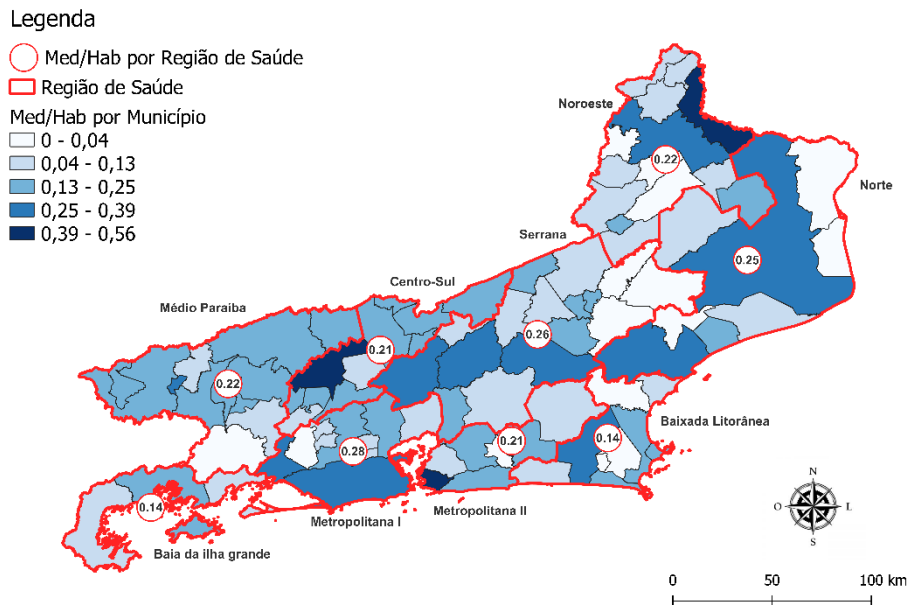 Legenda
Med/Hab por Região de Saúde
Região de Saúde
Med/Hab por Município
0 - 0,04
0,04 - 0,13
0,13 - 0,25
0,25 - 0,39
0,39 - 0,56
Noroeste
0.22
Norte
Serrana
0.25
Centro-Sul
Médio Paraiba
0.26
0.21
0.22
Baixada Litorânea
0.14
0.21
0.28
0.14
Metropolitana I
Metropolitana II
Baia da ilha grande
N
O
L
S
0 50 100 km